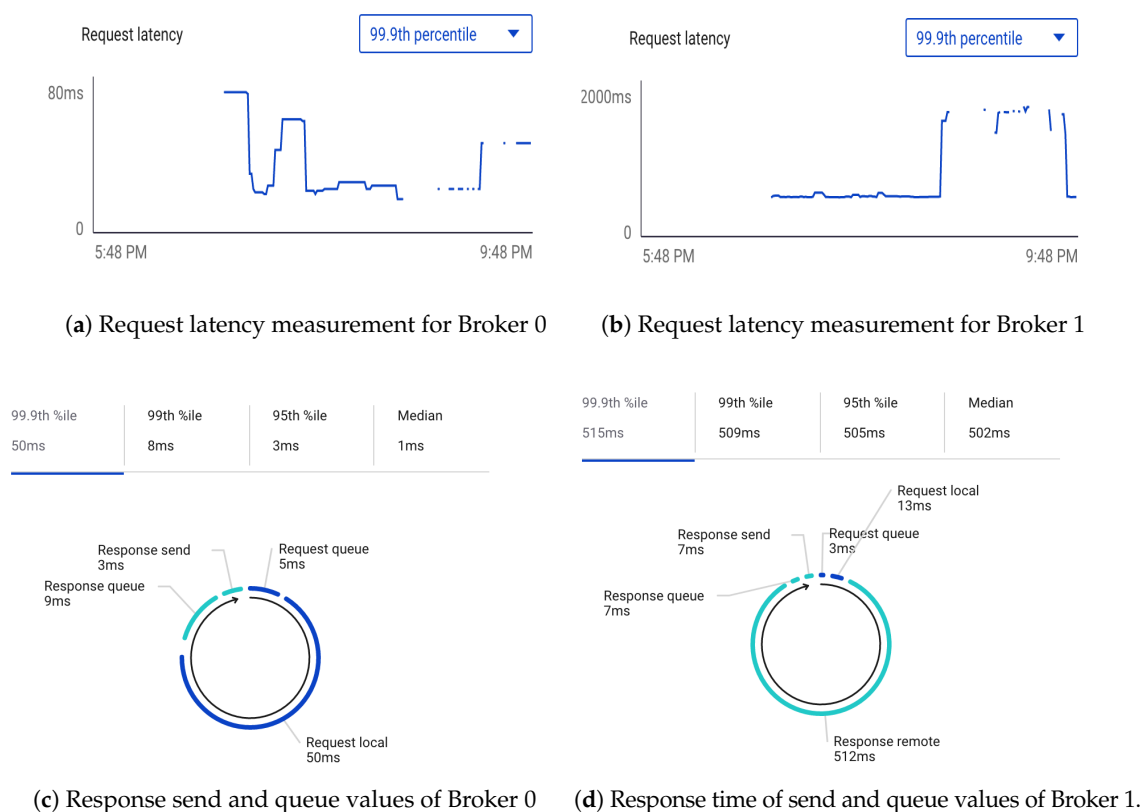 Request latency
99.9th percentile
80ms
0
5:48 PM
9:48 PM
(a) Request latency measurement for Broker 0
Request latency
99.9th percentile
2000ms
0
5:48 PM
9:48 PM
(b) Request latency measurement for Broker 1
99.9th %ile
99th %ile
95th %ile
Median
50ms
8ms
3ms
1ms
Response send
3ms
Request queue
5ms
Response queue
9ms
Request local
50ms
(c) Response send and queue values of Broker 0
99.9th %ile
99th %ile
95th %ile
Median
515ms
509ms
505ms
502ms
Request local
13ms
Response send
7ms
Request queue
3ms
Response queue
7ms
Response remote
512ms
(d) Response time of send and queue values of Broker 1.